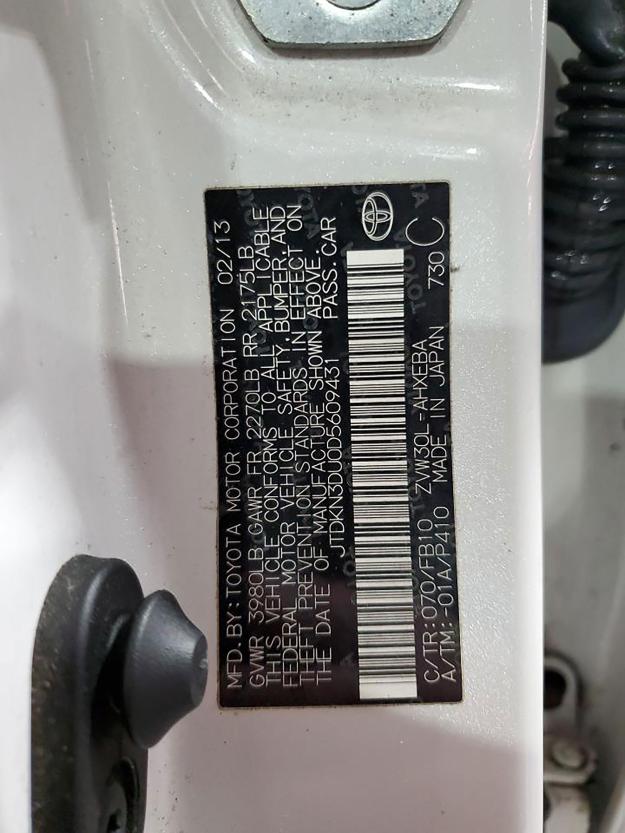 MFD. BY: TOYOTA MOTOR CORPORATION 02/13
GVWR 3980LB GAWR FR 2270LB RR 2175LB
THIS VEHICLE CONFORMS TO ALL APPLICABLE
FEDERAL MOTOR VEHICLE SAFETY, BUMPER, AND
THEFT PREVENTION STANDARDS IN EFFECT ON
THE DATE OF MANUFACTURE SHOWN ABOVE.
JTDKN3DU0D5609431 PASS. CAR
C/TR: 070/FB10 ZVW30L-AHXEBA 730 C
A/TM: -01A/P410 MADE IN JAPAN